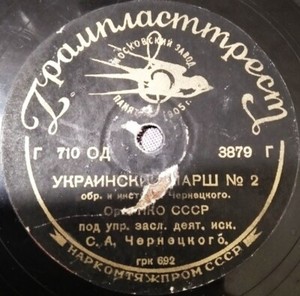 Грампласттрест
МОСКОВСКИЙ ЗАВОД
ПАМЯТИ 1905 г.
Г 710 ОД 3879 Г
УКРАИНСКИЙ МАРШ № 2
обр. и инстр. Чернецкого.
Орк. НКО СССР
под упр. засл. деят. иск.
С. А. Чернецкого.
грк 692
НАРКОМТЯЖПРОМ СССР